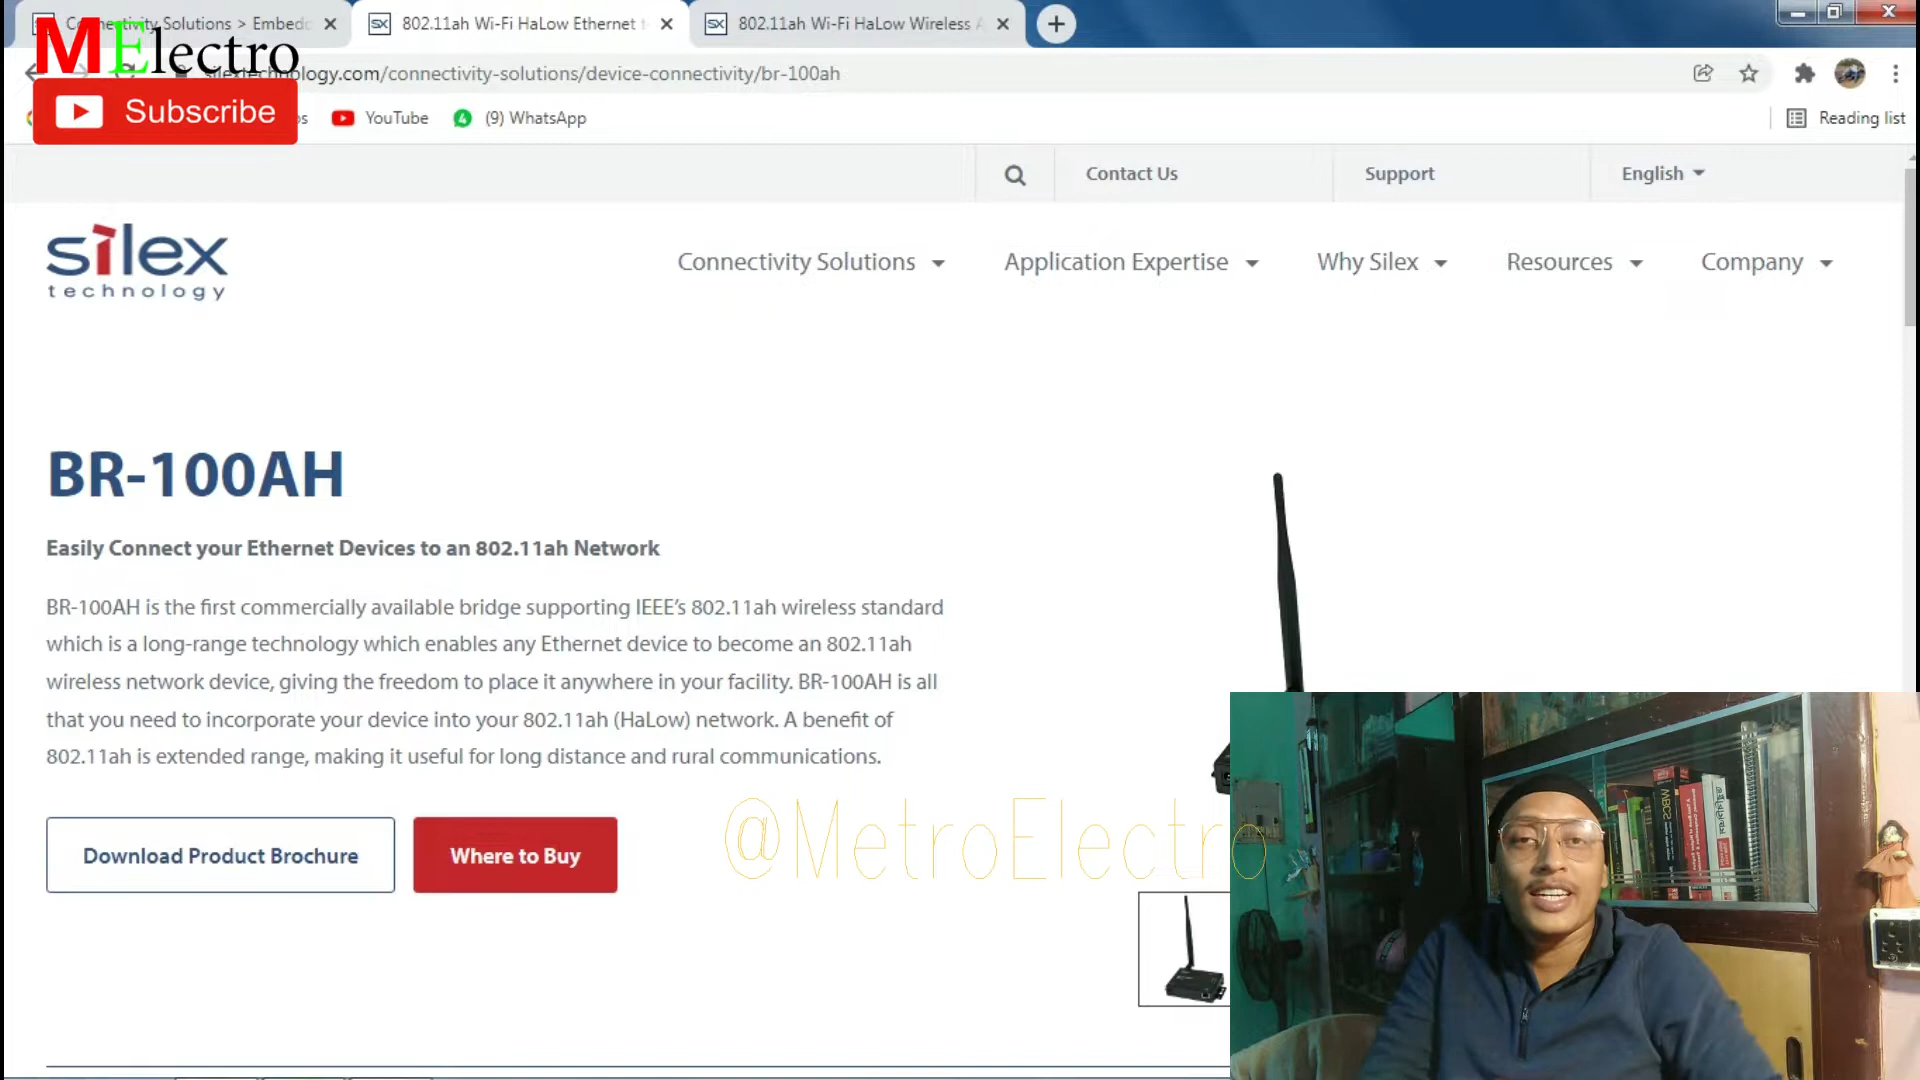 Connectivity Solutions > Embed
802.11ah Wi-Fi HaLow Ethernet t
802.11ah Wi-Fi HaLow Wireless A
MElectro
silextechnology.com/connectivity-solutions/device-connectivity/br-100ah
Subscribe
YouTube
(9) WhatsApp
Reading list
Contact Us
Support
English
silex
technology
Connectivity Solutions
Application Expertise
Why Silex
Resources
Company
BR-100AH
Easily Connect your Ethernet Devices to an 802.11ah Network
BR-100AH is the first commercially available bridge supporting IEEE's 802.11ah wireless standard
which is a long-range technology which enables any Ethernet device to become an 802.11ah
wireless network device, giving the freedom to place it anywhere in your facility. BR-100AH is all
that you need to incorporate your device into your 802.11ah (HaLow) network. A benefit of
802.11ah is extended range, making it useful for long distance and rural communications.
Download Product Brochure
Where to Buy
@MetroElectro
MBCS